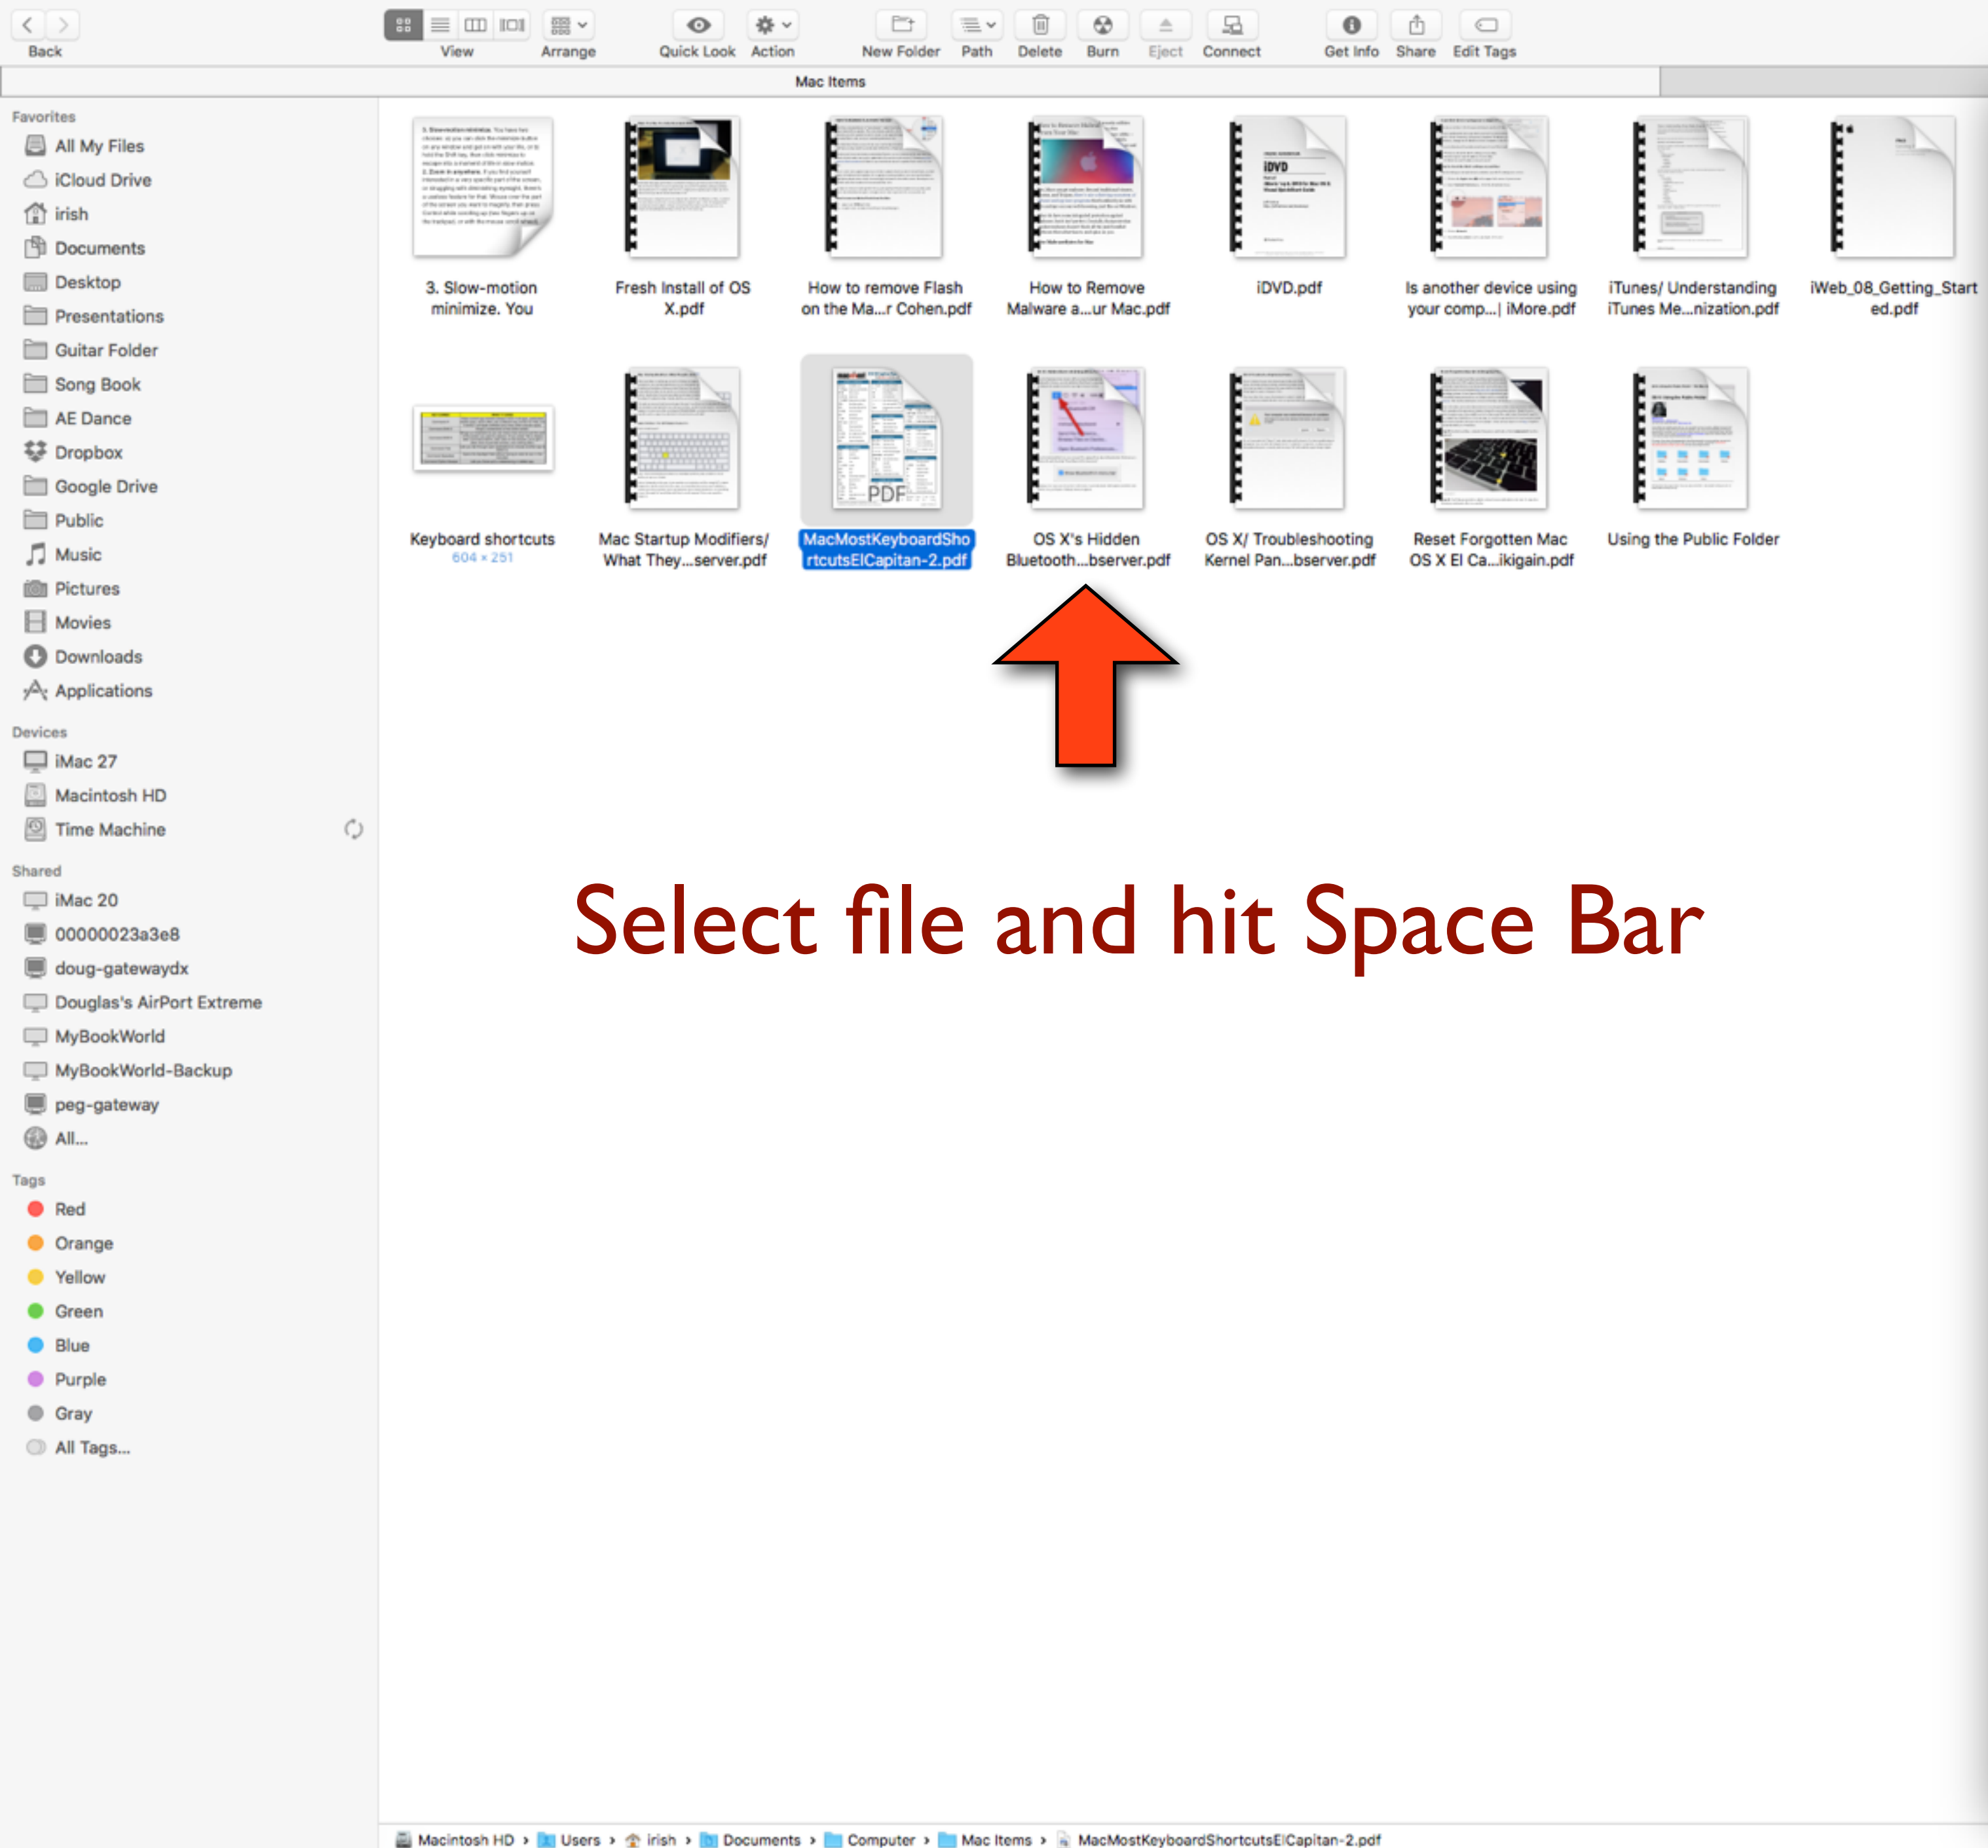 Back
View
Arrange
Quick Look
Action
New Folder
Path
Delete
Burn
Eject
Connect
Get Info
Share
Edit Tags
Mac Items
Favorites
All My Files
iCloud Drive
irish
Documents
Desktop
Presentations
Guitar Folder
Song Book
AE Dance
Dropbox
Google Drive
Public
Music
Pictures
Movies
Downloads
Applications
Devices
iMac 27
Macintosh HD
Time Machine
Shared
iMac 20
00000023a3e8
doug-gatewaydx
Douglas's AirPort Extreme
MyBookWorld
MyBookWorld-Backup
peg-gateway
All...
Tags
Red
Orange
Yellow
Green
Blue
Purple
Gray
All Tags...
3. Slow-motion
minimize. You
Fresh Install of OS
X.pdf
How to remove Flash
on the Ma...r Cohen.pdf
How to Remove
Malware a...ur Mac.pdf
iDVD
iDVD.pdf
Is another device using
your comp...| iMore.pdf
iTunes/ Understanding
iTunes Me...nization.pdf
iWeb_08_Getting_Start
ed.pdf
Keyboard shortcuts
604 × 251
Mac Startup Modifiers/
What They...server.pdf
PDF
MacMostKeyboardSho
rtcutsElCapitan-2.pdf
OS X's Hidden
Bluetooth...bserver.pdf
OS X/ Troubleshooting
Kernel Pan...bserver.pdf
Reset Forgotten Mac
OS X El Ca...ikigain.pdf
Using the Public Folder
Select file and hit Space Bar
Macintosh HD › Users › irish › Documents › Computer › Mac Items › MacMostKeyboardShortcutsElCapitan-2.pdf